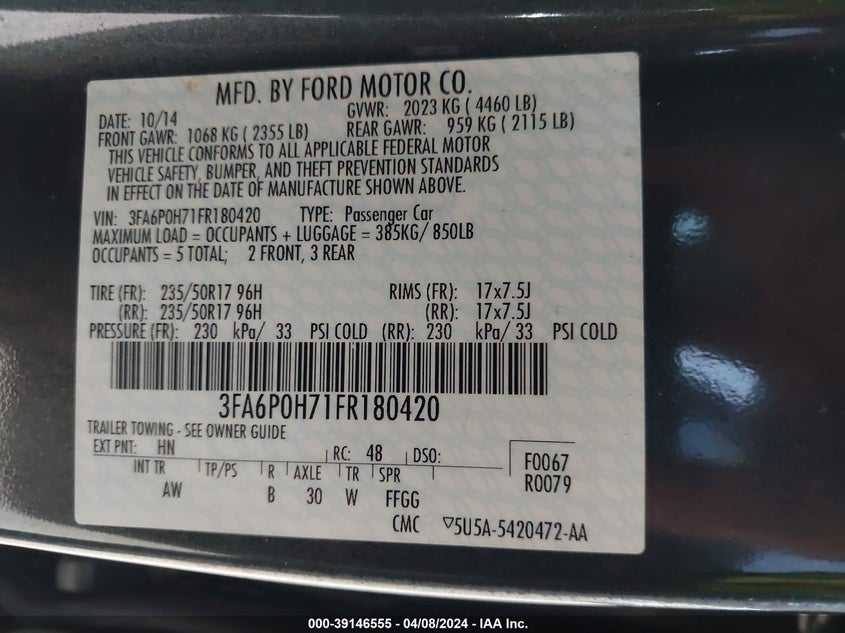 MFD. BY FORD MOTOR CO.
DATE: 10/14 GVWR: 2023 KG ( 4460 LB)
FRONT GAWR: 1068 KG ( 2355 LB) REAR GAWR: 959 KG ( 2115 LB)
THIS VEHICLE CONFORMS TO ALL APPLICABLE FEDERAL MOTOR
VEHICLE SAFETY, BUMPER, AND THEFT PREVENTION STANDARDS
IN EFFECT ON THE DATE OF MANUFACTURE SHOWN ABOVE.
VIN: 3FA6P0H71FR180420 TYPE: Passenger Car
MAXIMUM LOAD = OCCUPANTS + LUGGAGE = 385KG/ 850LB
OCCUPANTS = 5 TOTAL; 2 FRONT, 3 REAR
TIRE (FR): 235/50R17 96H RIMS (FR): 17x7.5J
(RR): 235/50R17 96H (RR): 17x7.5J
PRESSURE (FR): 230 kPa/ 33 PSI COLD (RR): 230 kPa/ 33 PSI COLD
3FA6P0H71FR180420
TRAILER TOWING - SEE OWNER GUIDE
EXT PNT: HN RC: 48 DSO:
INT TR TP/PS R AXLE TR SPR
AW B 30 W FFGG
F0067
R0079
CMC ▽5U5A-5420472-AA
000-39146555 - 04/08/2024 - IAA Inc.